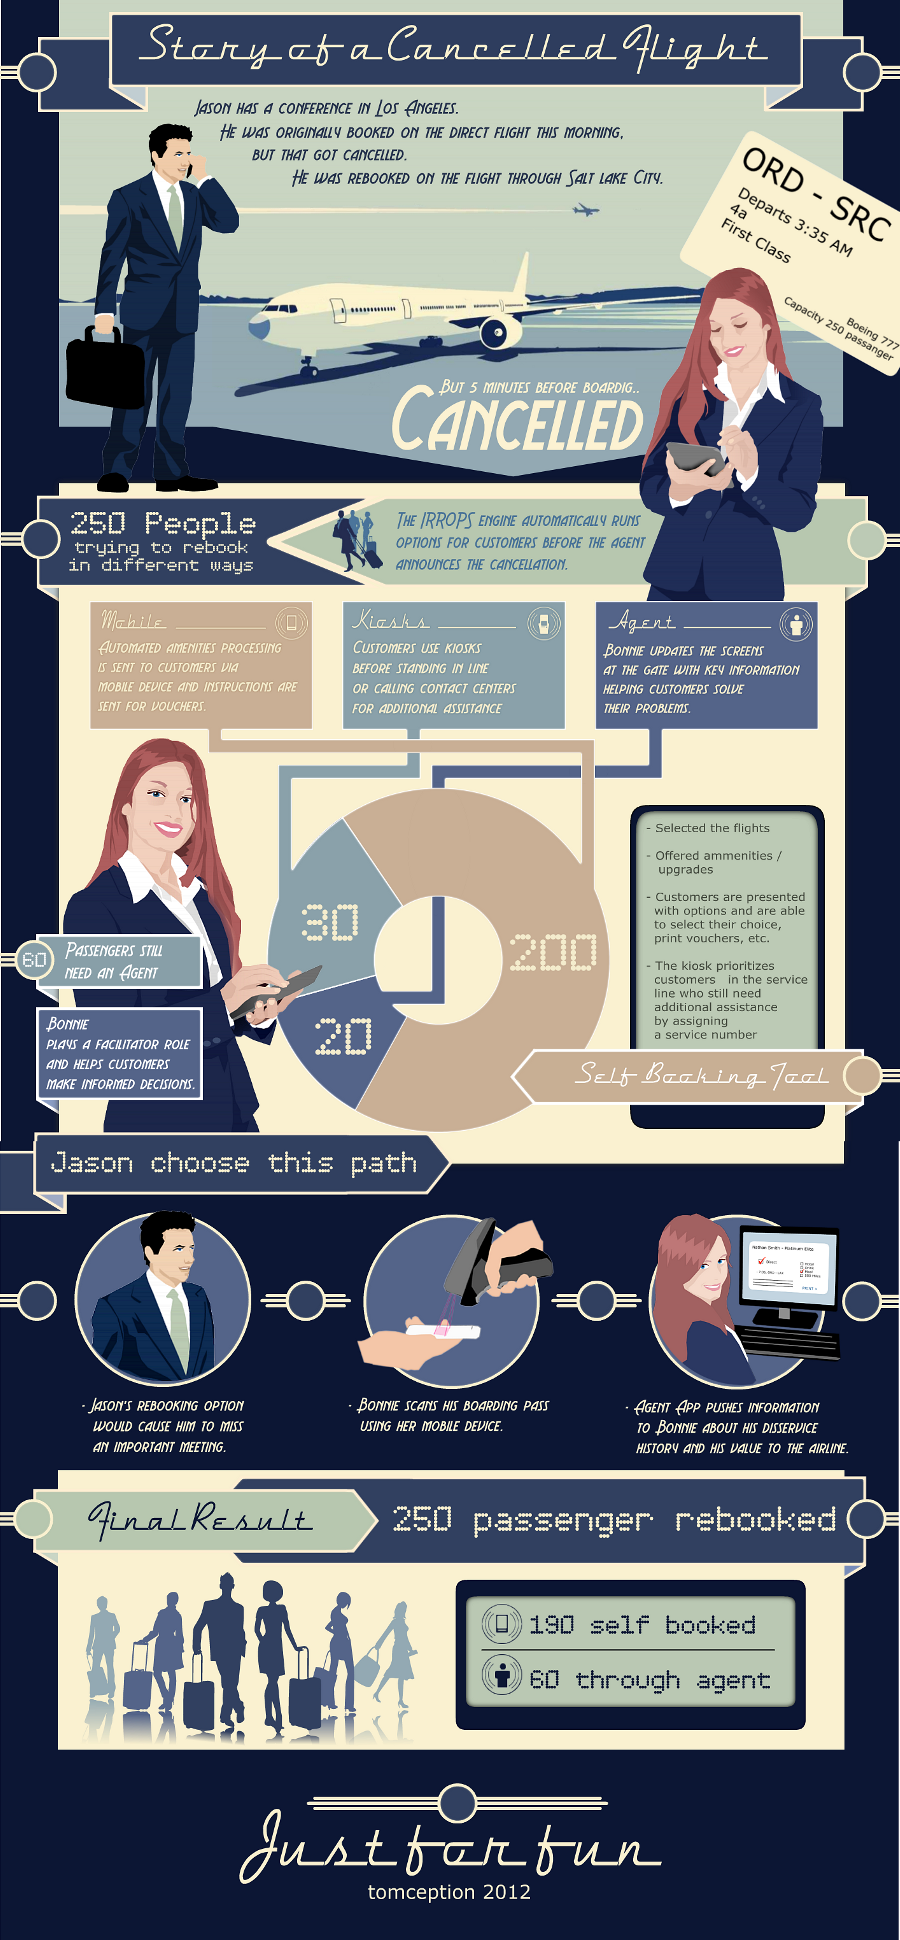 Story of a Cancelled Flight
Jason has a conference in Los Angeles.
He was originally booked on the direct flight this morning,
but that got cancelled.
He was rebooked on the flight through Salt lake City.
ORD - SRC
Departs 3:35 AM
4a
First Class
Boeing 777
Capacity 250 passanger
But 5 minutes before boardig..
Cancelled
250 People
trying to rebook
in different ways
The IRROPS engine automatically runs
options for customers before the agent
announces the cancellation.
Mobile
Automated amenities processing
is sent to customers via
mobile device and instructions are
sent for vouchers.
Kiosks
Customers use kiosks
before standing in line
or calling contact centers
for additional assistance
Agent
Bonnie updates the screens
at the gate with key information
helping customers solve
their problems.
30
200
20
- Selected the flights
- Offered ammenities /
upgrades
- Customers are presented
with options and are able
to select their choice,
print vouchers, etc.
- The kiosk prioritizes
customers in the service
line who still need
additional assistance
by assigning
a service number
Self Booking Tool
60
Passengers still
need an Agent
Bonnie
plays a facilitator role
and helps customers
make informed decisions.
Jason choose this path
Nathan Smith - Platinum Elite
- Jason's rebooking option
would cause him to miss
an important meeting.
- Bonnie scans his boarding pass
using her mobile device.
- Agent App pushes information
to Bonnie about his disservice
history and his value to the airline.
Final Result
250 passenger rebooked
190 self booked
60 through agent
Just for fun
tomception 2012